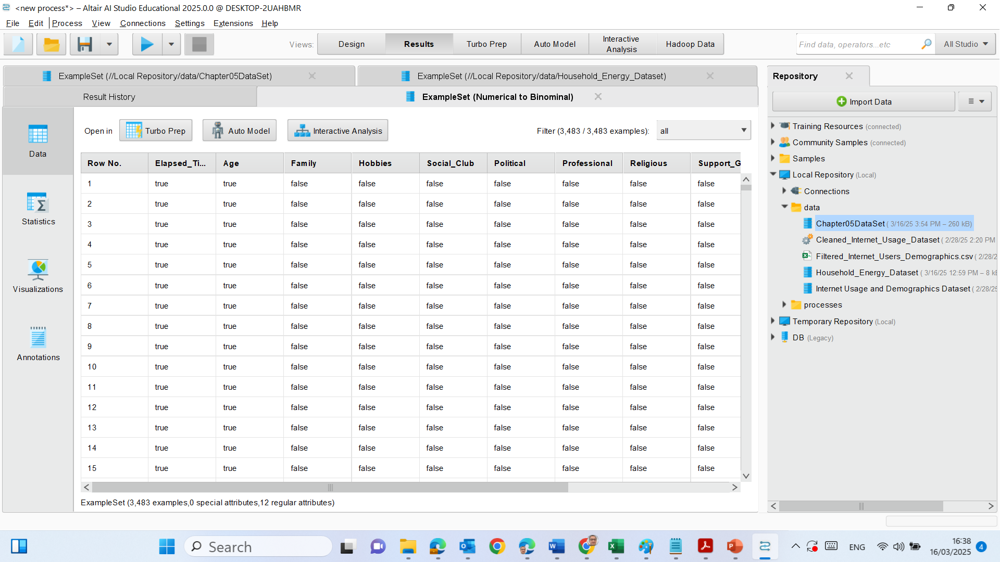 <new process*> – Altair AI Studio Educational 2025.0.0 @ DESKTOP-2UAHBMR
File Edit Process View Connections Settings Extensions Help
Views: Design Results Turbo Prep Auto Model Interactive Analysis Hadoop Data
Find data, operators...etc All Studio
ExampleSet (//Local Repository/data/Chapter05DataSet) ExampleSet (//Local Repository/data/Household_Energy_Dataset)
Result History ExampleSet (Numerical to Binominal)
Data
Statistics
Visualizations
Annotations
Open in Turbo Prep Auto Model Interactive Analysis Filter (3,483 / 3,483 examples): all
Row No. Elapsed_Ti... Age Family Hobbies Social_Club Political Professional Religious Support_G
1 true true false false false false false false false
2 true true false false false false false false false
3 true true false false false false false false false
4 true true false false false false false false false
5 true true false false false false false false false
6 true true false false false false false false false
7 true true false false false false false false false
8 true true false false false false false false false
9 true true false false false false false false false
10 true true false false false false false false false
11 true true false false false false false false false
12 true true false false false false false false false
13 true true false false false false false false false
14 true true false false false false false false false
15 true true false false false false false false false
ExampleSet (3,483 examples,0 special attributes,12 regular attributes)
Repository
Import Data
Training Resources (connected)
Community Samples (connected)
Samples
Local Repository (Local)
Connections
data
Chapter05DataSet ( 3/16/25 3:54 PM – 260 kB)
Cleaned_Internet_Usage_Dataset ( 2/28/25 2:20 PM
Filtered_Internet_Users_Demographics.csv ( 2/28/2
Household_Energy_Dataset ( 3/16/25 12:59 PM – 8 kB
Internet Usage and Demographics Dataset ( 2/28/25
processes
Temporary Repository (Local)
DB (Legacy)
Search
ENG
16:38
16/03/2025
4